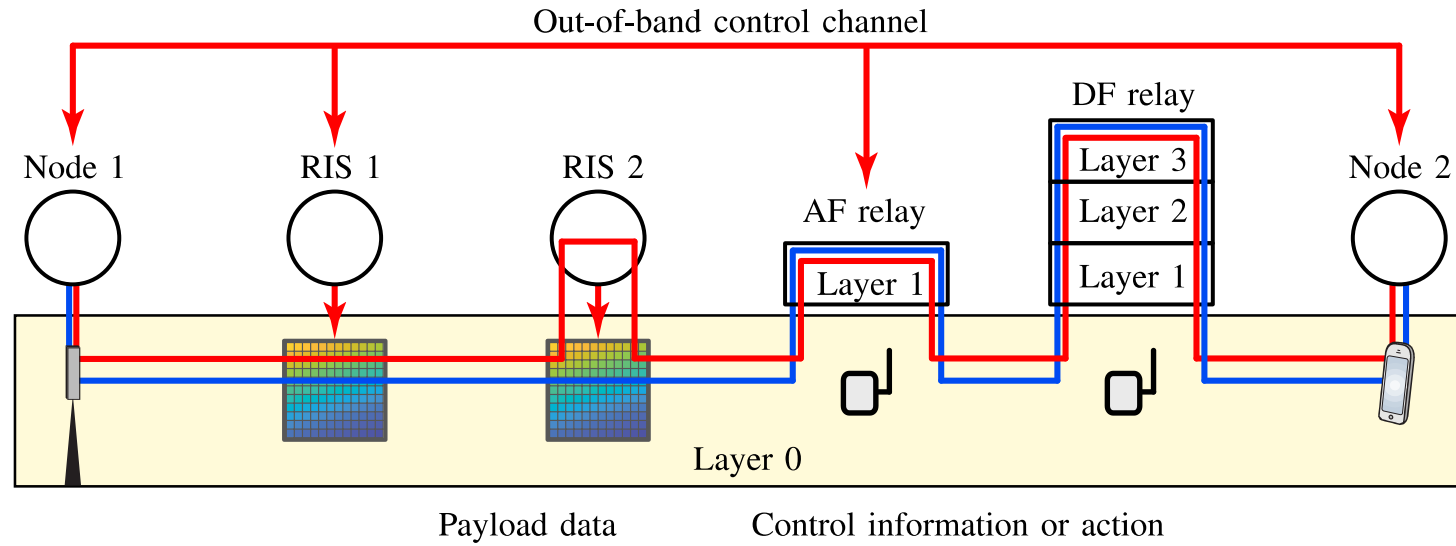 Out-of-band control channel
DF relay
Node 1
RIS 1
RIS 2
Layer 3
Node 2
AF relay
Layer 2
Layer 1
Layer 1
Layer 0
Payload data
Control information or action